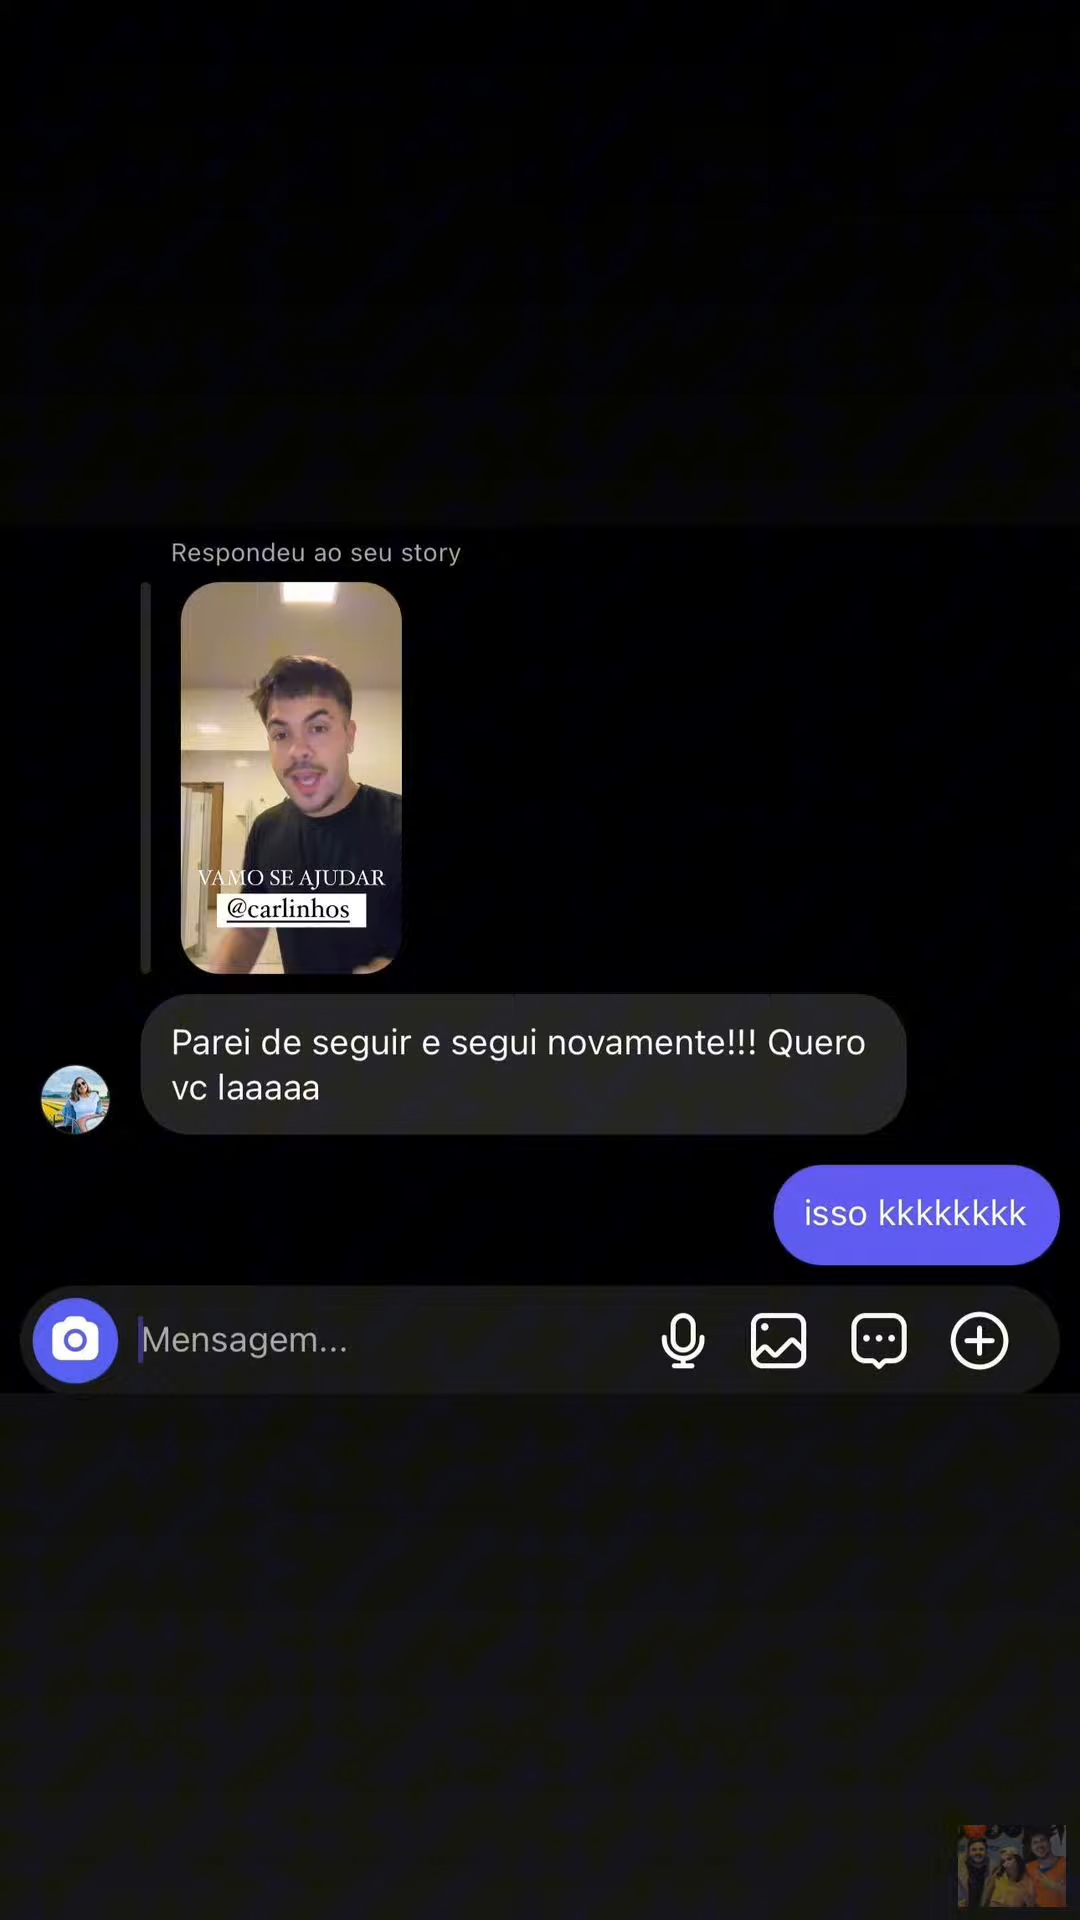 Respondeu ao seu story
VAMO SE AJUDAR
@carlinhos
Parei de seguir e segui novamente!!! Quero
vc laaaaa
isso kkkkkkkk
Mensagem...